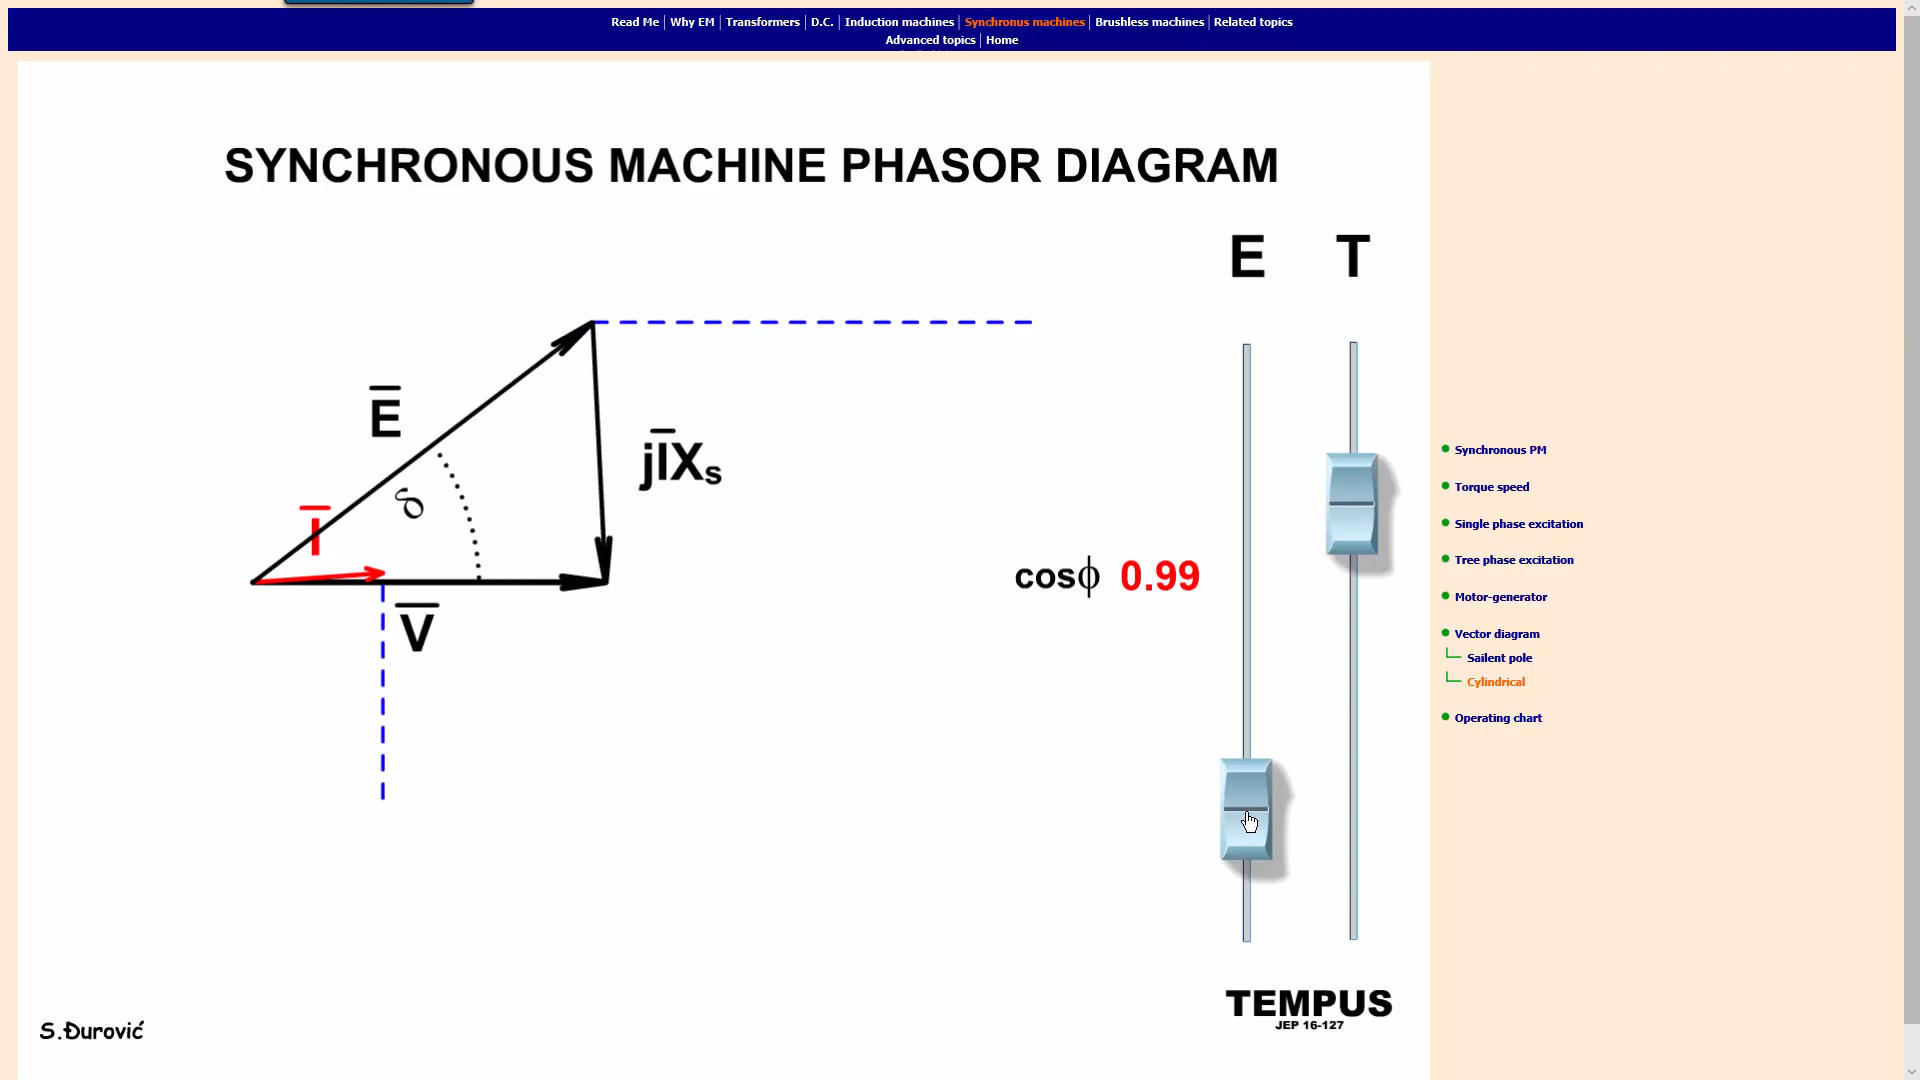 Read Me | Why EM | Transformers | D.C. | Induction machines | Synchronus machines | Brushless machines | Related topics
Advanced topics | Home
SYNCHRONOUS MACHINE PHASOR DIAGRAM
E T
E
jIXs
δ
I
cosϕ 0.99
V
Synchronous PM
Torque speed
Single phase excitation
Tree phase excitation
Motor-generator
Vector diagram
Sailent pole
Cylindrical
Operating chart
TEMPUS
JEP 16-127
S.Đurović